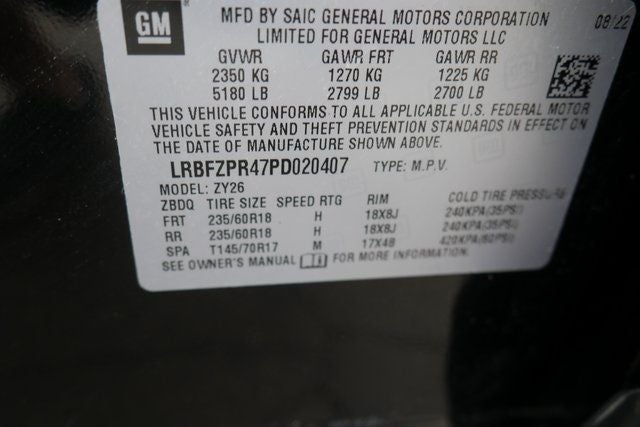 GM
MFD BY SAIC GENERAL MOTORS CORPORATION 08/22
LIMITED FOR GENERAL MOTORS LLC
GVWR GAWR FRT GAWR RR
2350 KG 1270 KG 1225 KG
5180 LB 2799 LB 2700 LB
THIS VEHICLE CONFORMS TO ALL APPLICABLE U.S. FEDERAL MOTOR
VEHICLE SAFETY AND THEFT PREVENTION STANDARDS IN EFFECT ON
THE DATE OF MANUFACTURE SHOWN ABOVE.
LRBFZPR47PD020407 TYPE: M.P.V.
MODEL: ZY26
ZBDQ TIRE SIZE SPEED RTG RIM COLD TIRE PRESSURE
FRT 235/60R18 H 18X8J 240KPA(35PSI)
RR 235/60R18 H 18X8J 240KPA(35PSI)
SPA T145/70R17 M 17X4B 420KPA(60PSI)
SEE OWNER'S MANUAL FOR MORE INFORMATION.